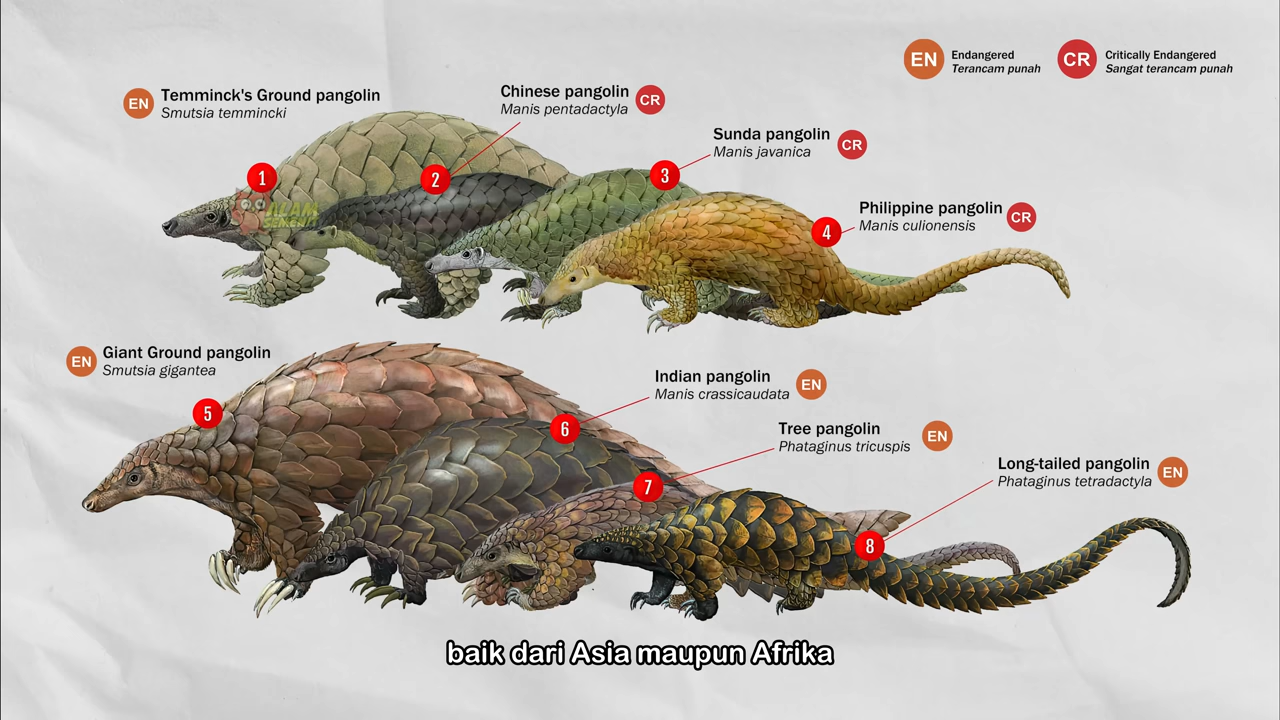 EN Endangered
Terancam punah
CR Critically Endangered
Sangat terancam punah
EN Temminck's Ground pangolin
Smutsia temmincki
Chinese pangolin CR
Manis pentadactyla
Sunda pangolin CR
Manis javanica
Philippine pangolin CR
Manis culionensis
1
2
3
4
EN Giant Ground pangolin
Smutsia gigantea
Indian pangolin EN
Manis crassicaudata
Tree pangolin EN
Phataginus tricuspis
Long-tailed pangolin EN
Phataginus tetradactyla
5
6
7
8
baik dari Asia maupun Afrika